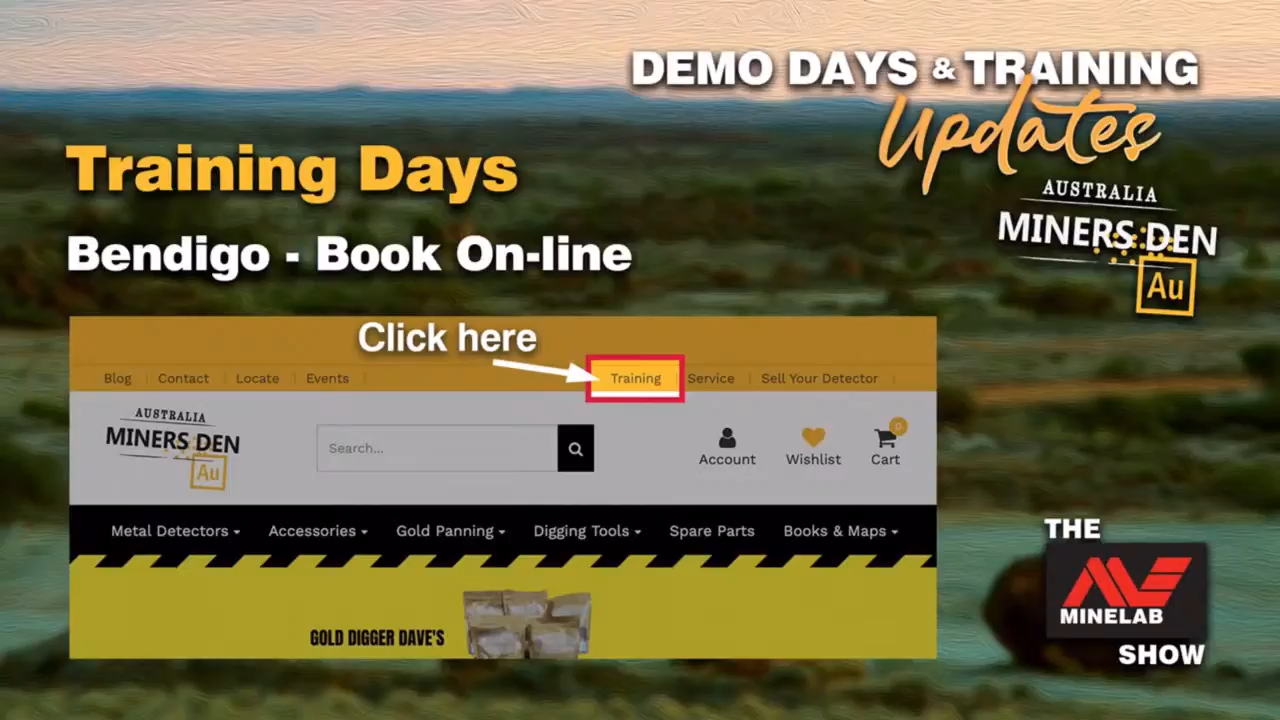 DEMO DAYS & TRAINING
Updates
AUSTRALIA
MINERS DEN
Au
Training Days
Bendigo - Book On-line
Click here
Blog Contact Locate Events Training Service Sell Your Detector
AUSTRALIA
MINERS DEN
Au
Search...
0
Account Wishlist Cart
Metal Detectors Accessories Gold Panning Digging Tools Spare Parts Books & Maps
GOLD DIGGER DAVE'S
THE
MINELAB
SHOW